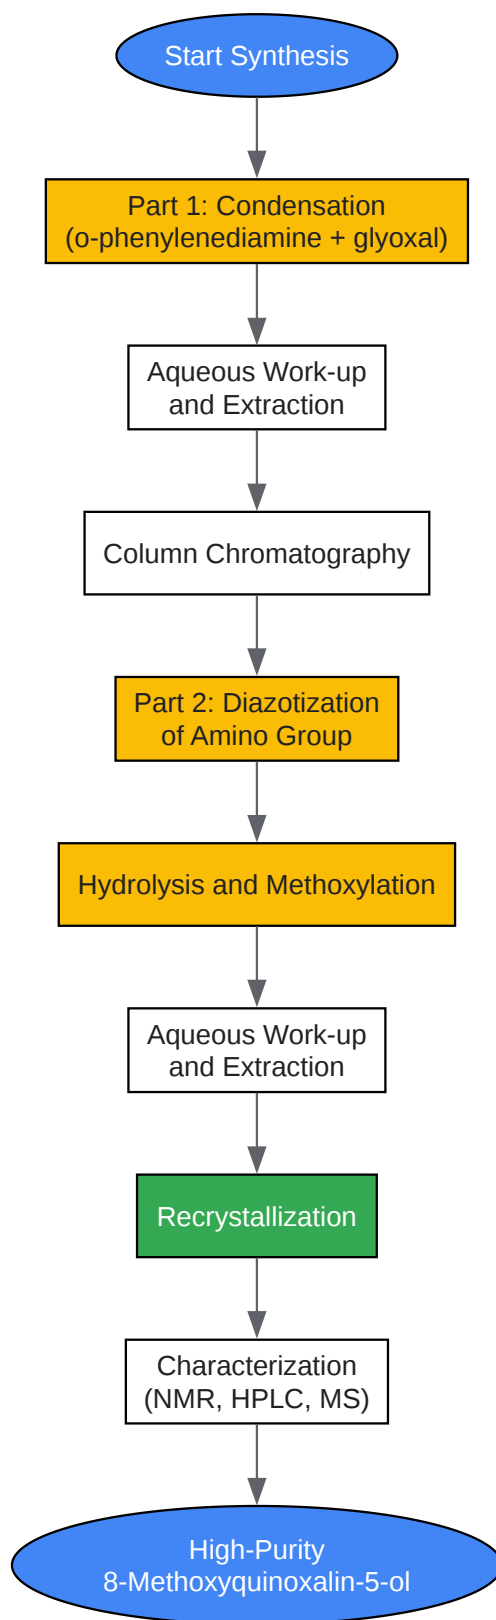 Start Synthesis
Part 1: Condensation
(o-phenylenediamine + glyoxal)
Aqueous Work-up
and Extraction
Column Chromatography
Part 2: Diazotization
of Amino Group
Hydrolysis and Methoxylation
Aqueous Work-up
and Extraction
Recrystallization
Characterization
(NMR, HPLC, MS)
High-Purity
8-Methoxyquinoxalin-5-ol